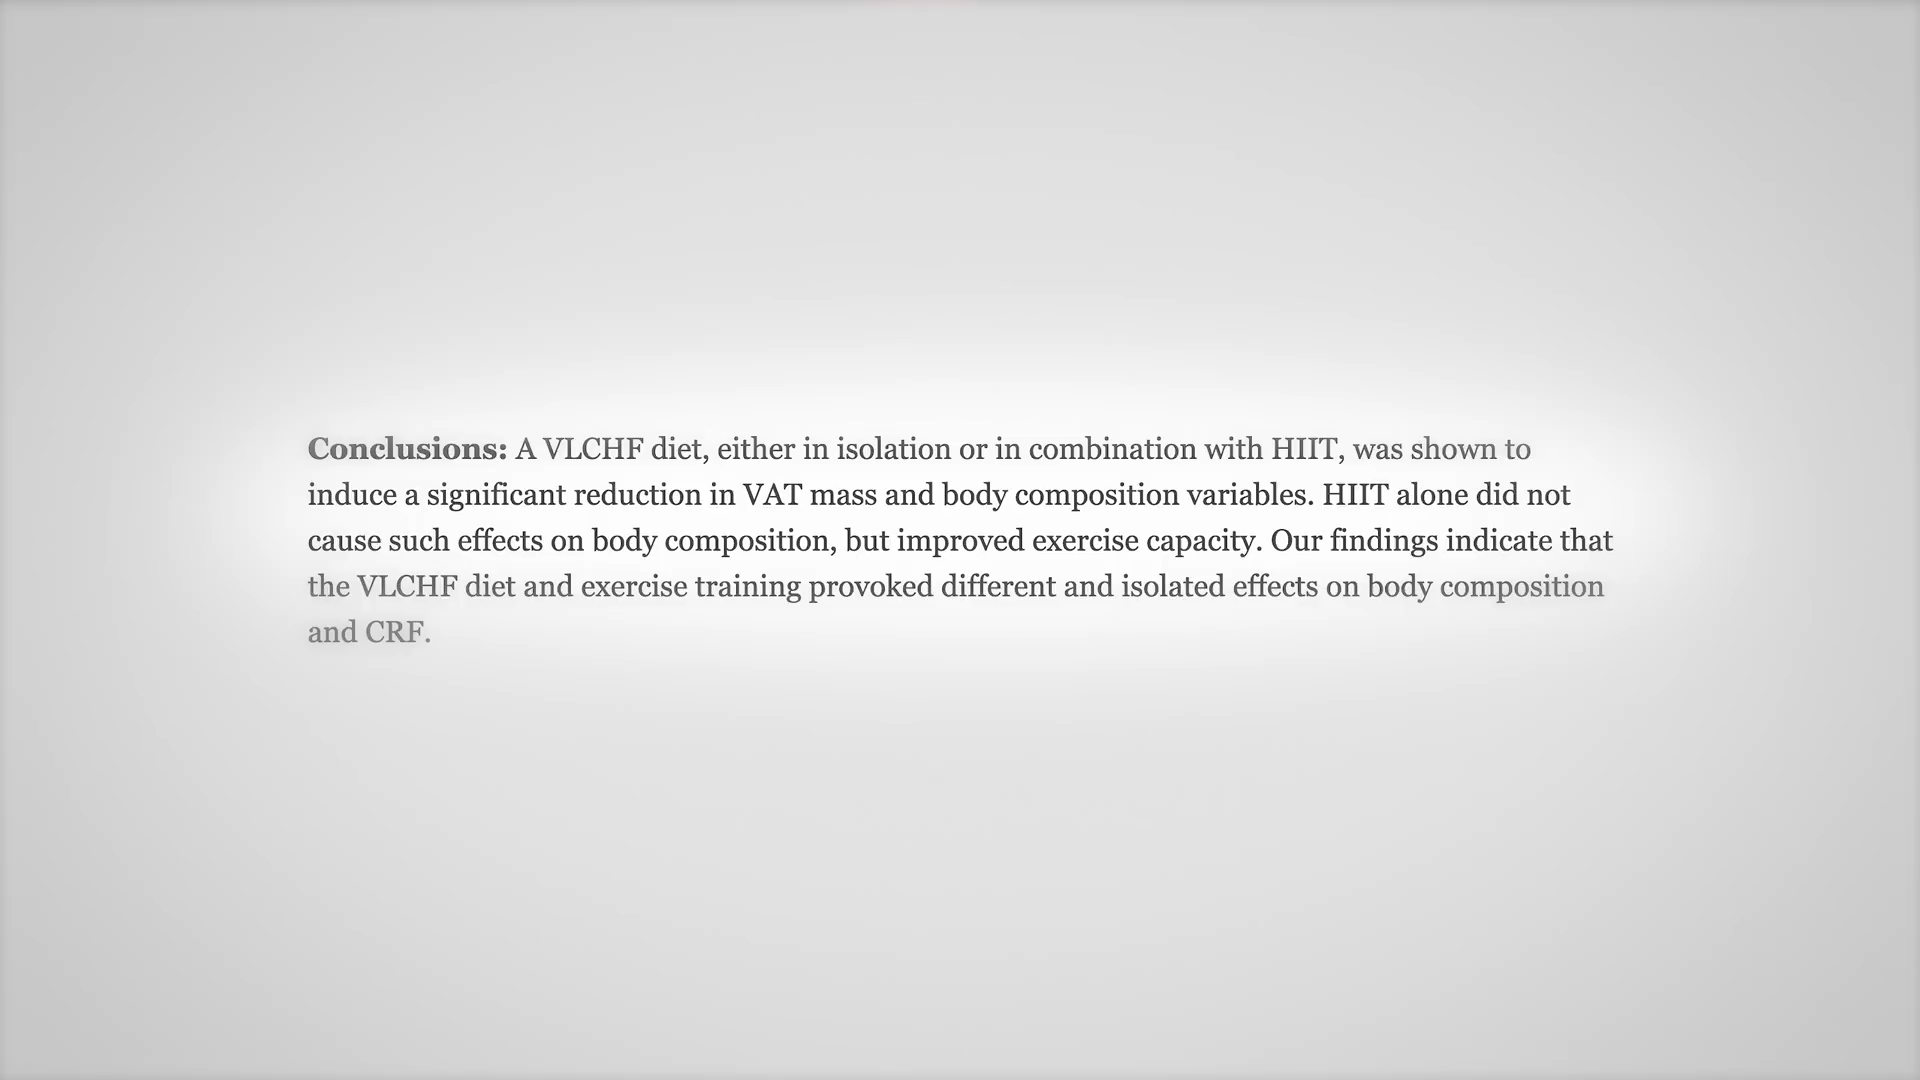 Conclusions: A VLCHF diet, either in isolation or in combination with HIIT, was shown to
induce a significant reduction in VAT mass and body composition variables. HIIT alone did not
cause such effects on body composition, but improved exercise capacity. Our findings indicate that
the VLCHF diet and exercise training provoked different and isolated effects on body composition
and CRF.